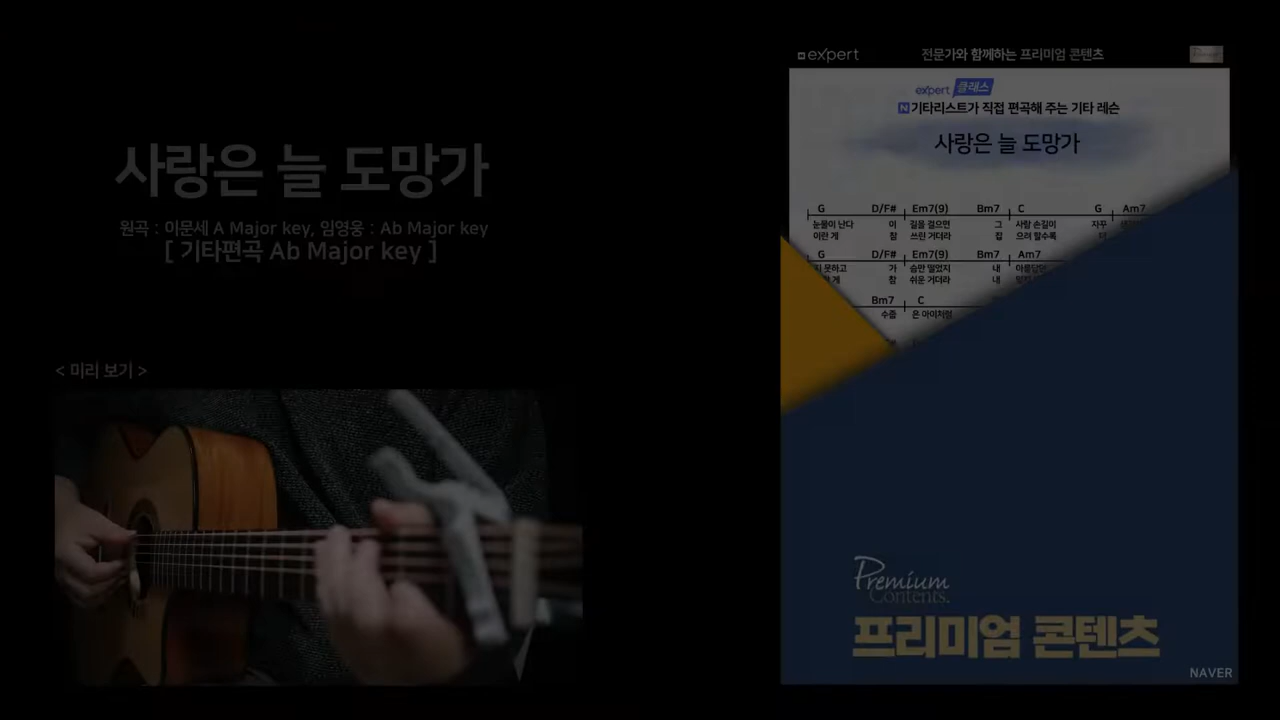 사랑은 늘 도망가
원곡 : 이문세 A Major key, 임영웅 : Ab Major key
[ 기타편곡 Ab Major key ]
< 미리 보기 >
expert 전문가와 함께하는 프리미엄 콘텐츠
expert 클래스
N 기타리스트가 직접 편곡해 주는 기타 레슨
사랑은 늘 도망가
G D/F# Em7(9) Bm7 C G Am7
눈물이 난다 이 길을 걸으면 그 사람 손길이 자꾸
이란 게 참 쓰린 거더라 잡 으려 할수록
G D/F# Em7(9) Bm7 Am7
못하고 가 슴만 떨었지 내
게 참 쉬운 거더라 내
Bm7 C
수줍 은 아이처럼
Premium
Contents.
프리미엄 콘텐츠
NAVER